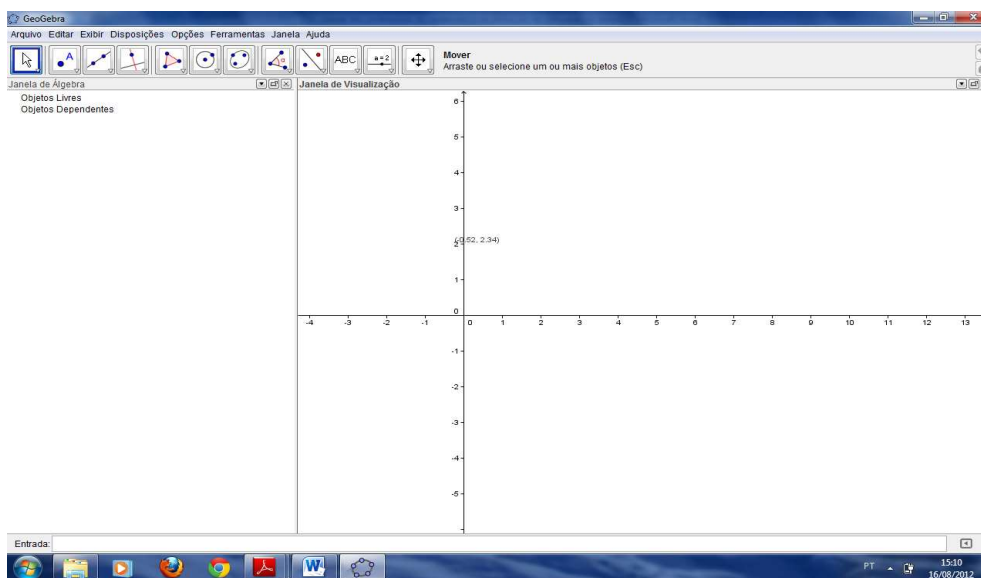 GeoGebra
Arquivo Editar Exibir Disposições Opções Ferramentas Janela Ajuda
A
ABC
a=2
Mover
Arraste ou selecione um ou mais objetos (Esc)
Janela de Álgebra
Janela de Visualização
Objetos Livres
Objetos Dependentes
6
5
4
3
2
1
0
-4 -3 -2 -1 0 1 2 3 4 5 6 7 8 9 10 11 12 13
-1
-2
-3
-4
-5
Entrada:
W
PT
15:10
16/08/2012